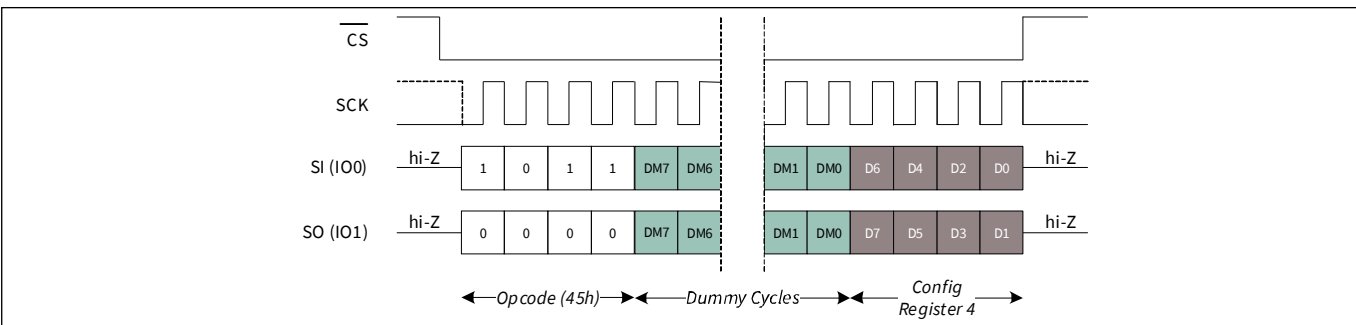 CS
SCK
hi-Z
SI (IO0)
1 0 1 1 DM7 DM6 DM1 DM0 D6 D4 D2 D0
hi-Z
hi-Z
SO (IO1)
0 0 0 0 DM7 DM6 DM1 DM0 D7 D5 D3 D1
hi-Z
Opcode (45h)
Dummy Cycles
Config
Register 4